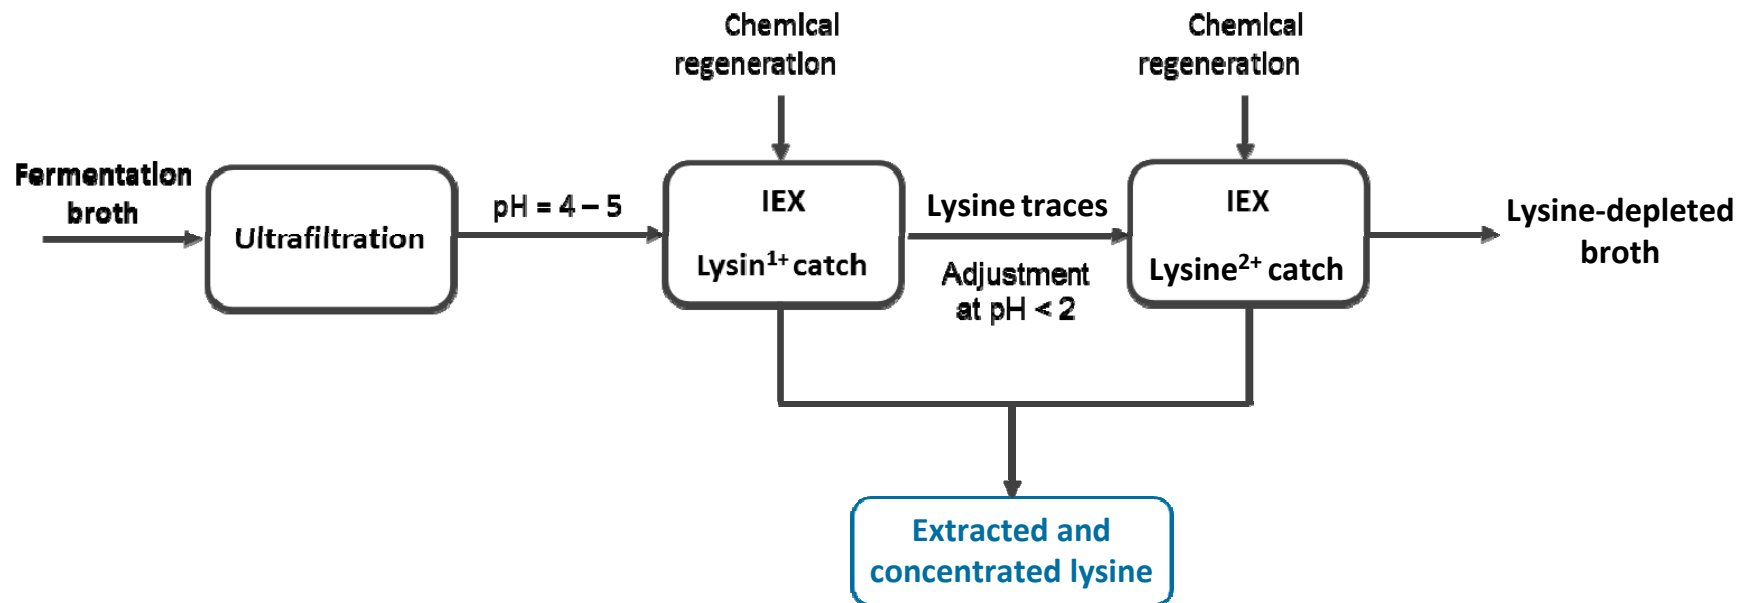 Chemical
regeneration
Chemical
regeneration
Fermentation
broth
Ultrafiltration
pH = 4 – 5
IEX
Lysin¹⁺ catch
Lysine traces
Adjustment
at pH < 2
IEX
Lysine²⁺ catch
Lysine-depleted
broth
Extracted and
concentrated lysine